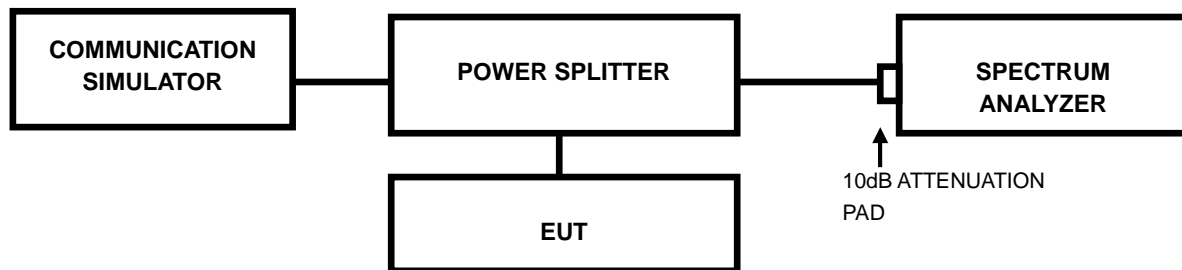 COMMUNICATION
SIMULATOR
POWER SPLITTER
SPECTRUM
ANALYZER
10dB ATTENUATION
PAD
EUT